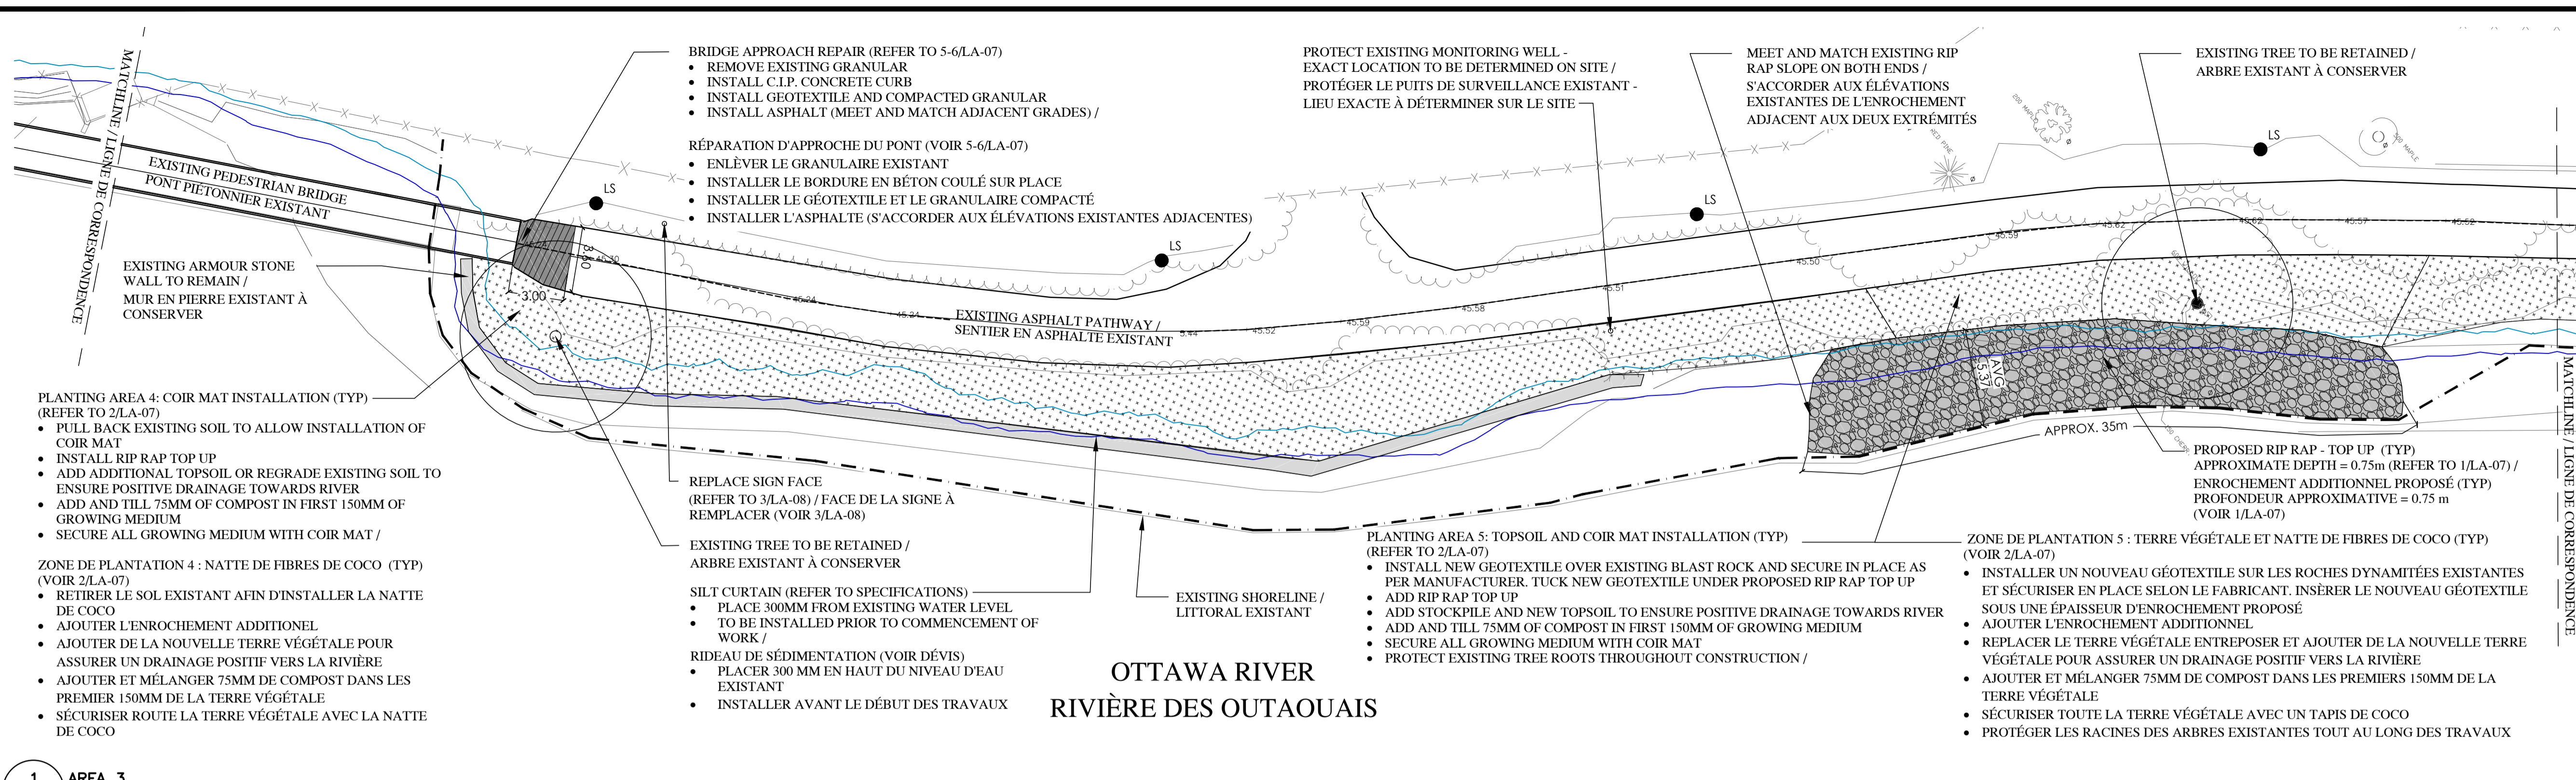 MATCHLINE / LIGNE DE CORRESPONDENCE
EXISTING PEDESTRIAN BRIDGE
PONT PIÉTONNIER EXISTANT
EXISTING ARMOUR STONE
WALL TO REMAIN /
MUR EN PIERRE EXISTANT À
CONSERVER
BRIDGE APPROACH REPAIR (REFER TO 5-6/LA-07)
• REMOVE EXISTING GRANULAR
• INSTALL C.I.P. CONCRETE CURB
• INSTALL GEOTEXTILE AND COMPACTED GRANULAR
• INSTALL ASPHALT (MEET AND MATCH ADJACENT GRADES) /
RÉPARATION D'APPROCHE DU PONT (VOIR 5-6/LA-07)
• ENLÈVER LE GRANULAIRE EXISTANT
• INSTALLER LE BORDURE EN BÉTON COULÉ SUR PLACE
• INSTALLER LE GÉOTEXTILE ET LE GRANULAIRE COMPACTÉ
• INSTALLER L'ASPHALTE (S'ACCORDER AUX ÉLÉVATIONS EXISTANTES ADJACENTES)
PROTECT EXISTING MONITORING WELL -
EXACT LOCATION TO BE DETERMINED ON SITE /
PROTÉGER LE PUITS DE SURVEILLANCE EXISTANT -
LIEU EXACTE À DÉTERMINER SUR LE SITE
MEET AND MATCH EXISTING RIP
RAP SLOPE ON BOTH ENDS /
S'ACCORDER AUX ÉLÉVATIONS
EXISTANTES DE L'ENROCHEMENT
ADJACENT AUX DEUX EXTRÉMITÉS
EXISTING TREE TO BE RETAINED /
ARBRE EXISTANT À CONSERVER
200 MAPLE
RED PINE
300 MAPLE
LS
LS
LS
LS
3.00
45.30
45.24
45.24
5.44
45.52
45.59
45.58
45.51
45.50
45.59
45.62
45.62
45.57
45.52
EXISTING ASPHALT PATHWAY /
SENTIER EN ASPHALTE EXISTANT
AVG
5.37
APPROX. 35m
PLANTING AREA 4: COIR MAT INSTALLATION (TYP)
(REFER TO 2/LA-07)
• PULL BACK EXISTING SOIL TO ALLOW INSTALLATION OF
COIR MAT
• INSTALL RIP RAP TOP UP
• ADD ADDITIONAL TOPSOIL OR REGRADE EXISTING SOIL TO
ENSURE POSITIVE DRAINAGE TOWARDS RIVER
• ADD AND TILL 75MM OF COMPOST IN FIRST 150MM OF
GROWING MEDIUM
• SECURE ALL GROWING MEDIUM WITH COIR MAT /
ZONE DE PLANTATION 4 : NATTE DE FIBRES DE COCO (TYP)
(VOIR 2/LA-07)
• RETIRER LE SOL EXISTANT AFIN D'INSTALLER LA NATTE
DE COCO
• AJOUTER L'ENROCHEMENT ADDITIONEL
• AJOUTER DE LA NOUVELLE TERRE VÉGÉTALE POUR
ASSURER UN DRAINAGE POSITIF VERS LA RIVIÈRE
• AJOUTER ET MÉLANGER 75MM DE COMPOST DANS LES
PREMIER 150MM DE LA TERRE VÉGÉTALE
• SÉCURISER ROUTE LA TERRE VÉGÉTALE AVEC LA NATTE
DE COCO
REPLACE SIGN FACE
(REFER TO 3/LA-08) / FACE DE LA SIGNE À
REMPLACER (VOIR 3/LA-08)
EXISTING TREE TO BE RETAINED /
ARBRE EXISTANT À CONSERVER
SILT CURTAIN (REFER TO SPECIFICATIONS)
• PLACE 300MM FROM EXISTING WATER LEVEL
• TO BE INSTALLED PRIOR TO COMMENCEMENT OF
WORK /
RIDEAU DE SÉDIMENTATION (VOIR DÉVIS)
• PLACER 300 MM EN HAUT DU NIVEAU D'EAU
EXISTANT
• INSTALLER AVANT LE DÉBUT DES TRAVAUX
EXISTING SHORELINE /
LITTORAL EXISTANT
OTTAWA RIVER
RIVIÈRE DES OUTAOUAIS
PLANTING AREA 5: TOPSOIL AND COIR MAT INSTALLATION (TYP)
(REFER TO 2/LA-07)
• INSTALL NEW GEOTEXTILE OVER EXISTING BLAST ROCK AND SECURE IN PLACE AS
PER MANUFACTURER. TUCK NEW GEOTEXTILE UNDER PROPOSED RIP RAP TOP UP
• ADD RIP RAP TOP UP
• ADD STOCKPILE AND NEW TOPSOIL TO ENSURE POSITIVE DRAINAGE TOWARDS RIVER
• ADD AND TILL 75MM OF COMPOST IN FIRST 150MM OF GROWING MEDIUM
• SECURE ALL GROWING MEDIUM WITH COIR MAT
• PROTECT EXISTING TREE ROOTS THROUGHOUT CONSTRUCTION /
PROPOSED RIP RAP - TOP UP (TYP)
APPROXIMATE DEPTH = 0.75m (REFER TO 1/LA-07) /
ENROCHEMENT ADDITIONNEL PROPOSÉ (TYP)
PROFONDEUR APPROXIMATIVE = 0.75 m
(VOIR 1/LA-07)
ZONE DE PLANTATION 5 : TERRE VÉGÉTALE ET NATTE DE FIBRES DE COCO (TYP)
(VOIR 2/LA-07)
• INSTALLER UN NOUVEAU GÉOTEXTILE SUR LES ROCHES DYNAMITÉES EXISTANTES
ET SÉCURISER EN PLACE SELON LE FABRICANT. INSÈRER LE NOUVEAU GÉOTEXTILE
SOUS UNE ÉPAISSEUR D'ENROCHEMENT PROPOSÉ
• AJOUTER L'ENROCHEMENT ADDITIONNEL
• REPLACER LE TERRE VÉGÉTALE ENTREPOSER ET AJOUTER DE LA NOUVELLE TERRE
VÉGÉTALE POUR ASSURER UN DRAINAGE POSITIF VERS LA RIVIÈRE
• AJOUTER ET MÉLANGER 75MM DE COMPOST DANS LES PREMIERS 150MM DE LA
TERRE VÉGÉTALE
• SÉCURISER TOUTE LA TERRE VÉGÉTALE AVEC UN TAPIS DE COCO
• PROTÉGER LES RACINES DES ARBRES EXISTANTES TOUT AU LONG DES TRAVAUX
MATCHLINE / LIGNE DE CORRESPONDENCE
1
AREA 3